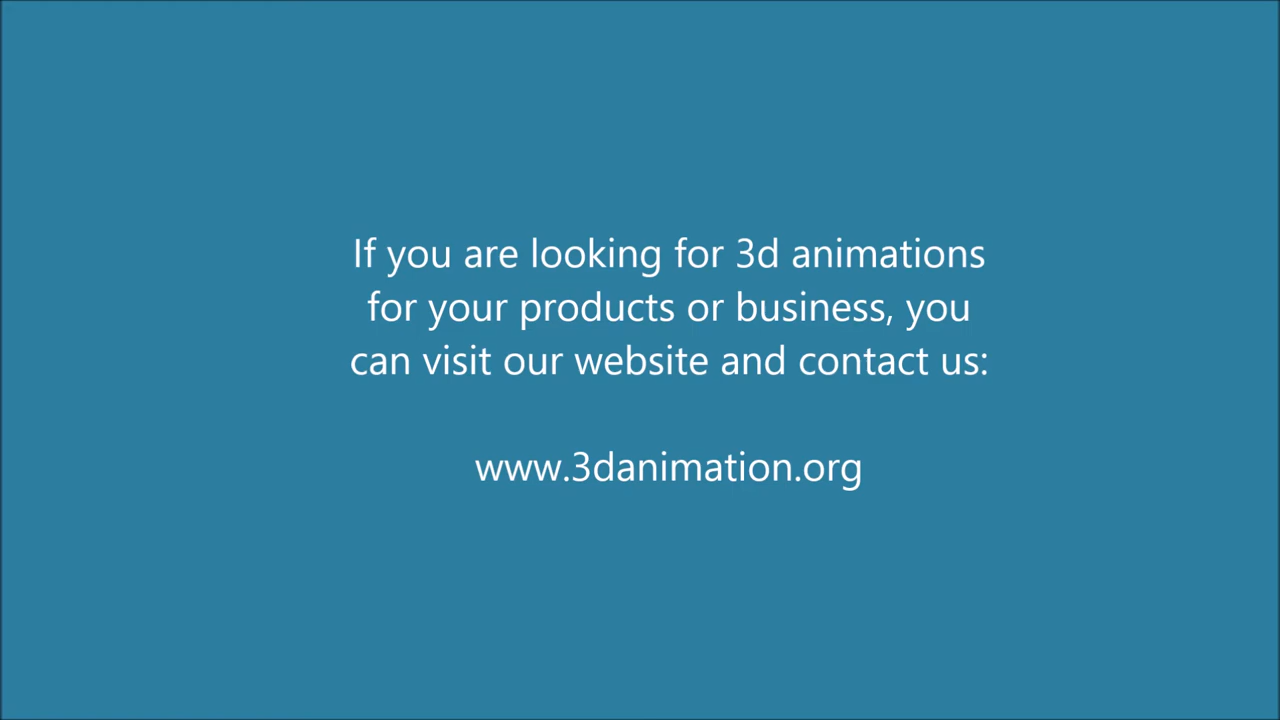 If you are looking for 3d animations
for your products or business, you
can visit our website and contact us:
www.3danimation.org